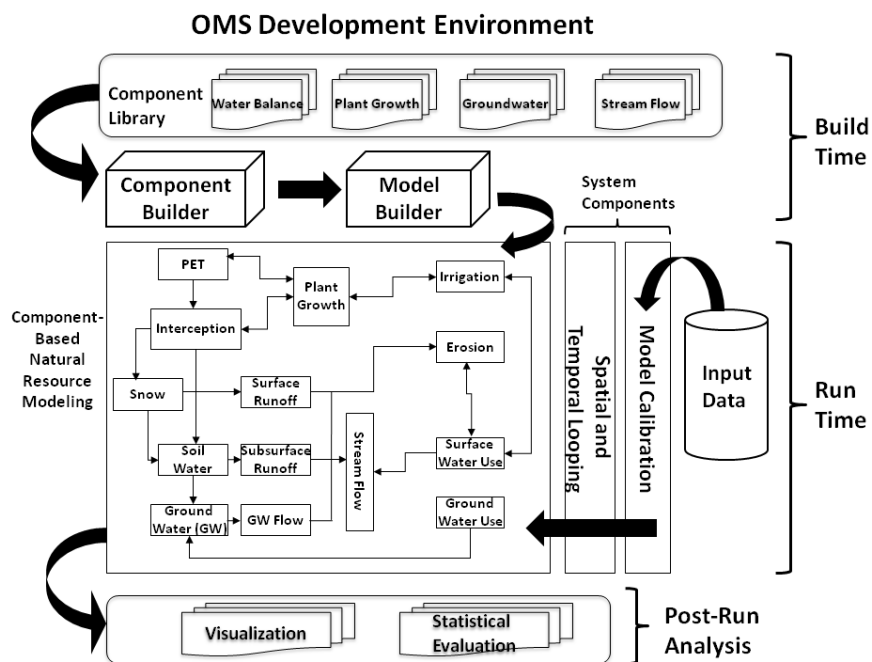 OMS Development Environment
Component
Library
Water Balance
Plant Growth
Groundwater
Stream Flow
Build
Time
Component
Builder
Model
Builder
System
Components
Component-
Based
Natural
Resource
Modeling
PET
Plant
Growth
Irrigation
Interception
Erosion
Snow
Surface
Runoff
Soil
Water
Subsurface
Runoff
Stream Flow
Surface
Water Use
Ground
Water (GW)
GW Flow
Ground
Water Use
Spatial and
Temporal Looping
Model Calibration
Input
Data
Run
Time
Visualization
Statistical
Evaluation
Post-Run
Analysis